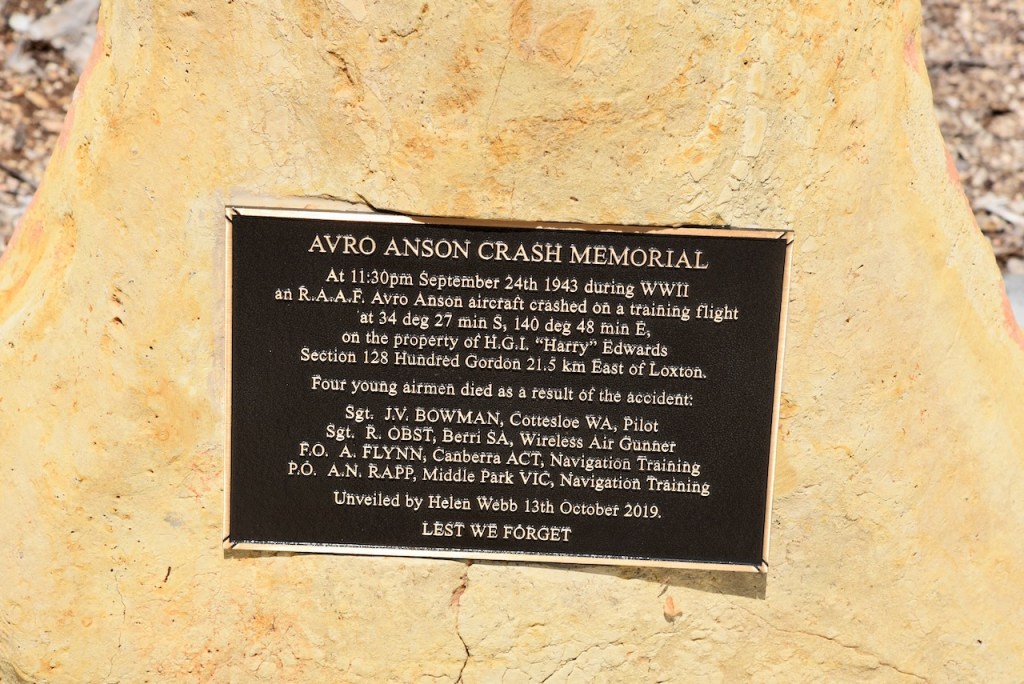 AVRO ANSON CRASH MEMORIAL
At 11:30pm September 24th 1943 during WWII
an R.A.A.F. Avro Anson aircraft crashed on a training flight
at 34 deg 27 min S, 140 deg 48 min E,
on the property of H.G.I. “Harry” Edwards
Section 128 Hundred Gordon 21.5 km East of Loxton.
Four young airmen died as a result of the accident:
Sgt. J.V. BOWMAN, Cottesloe WA, Pilot
Sgt. R. OBST, Berri SA, Wireless Air Gunner
F.O. A. FLYNN, Canberra ACT, Navigation Training
P.O. A.N. RAPP, Middle Park VIC, Navigation Training
Unveiled by Helen Webb 13th October 2019.
LEST WE FORGET